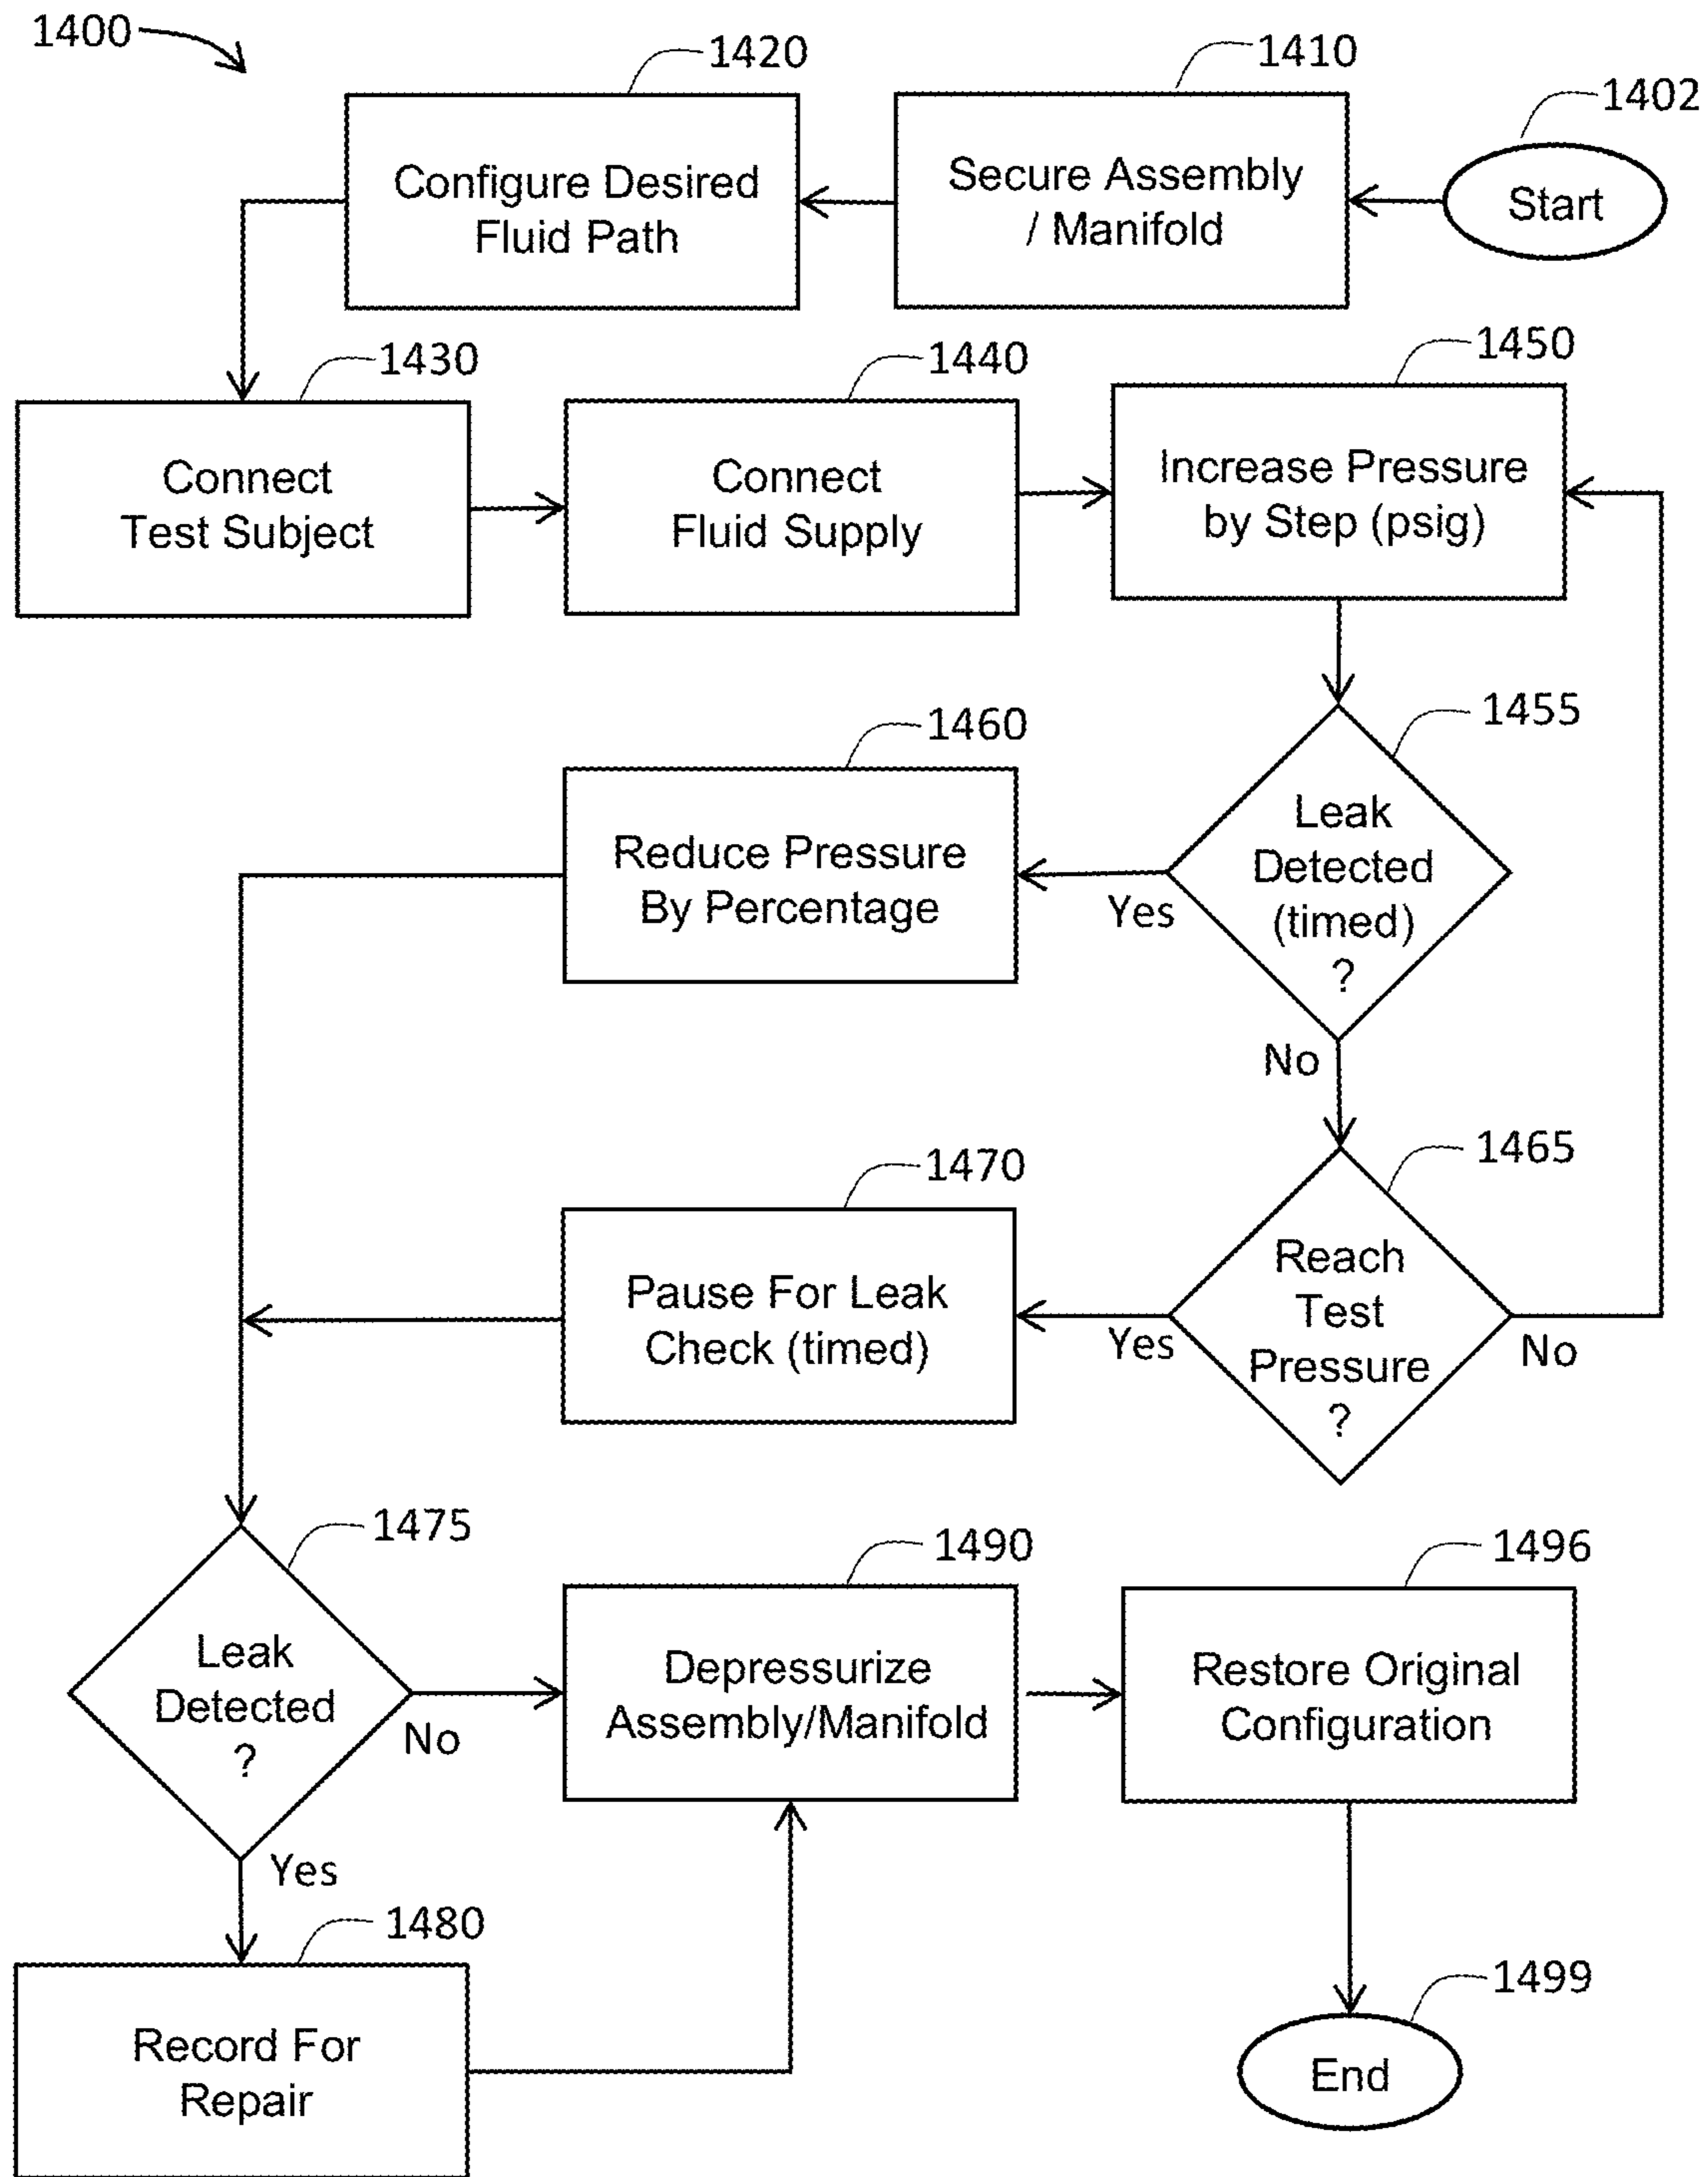 1400
1420
1410
1402
Configure Desired
Fluid Path
Secure Assembly
/ Manifold
Start
1430
1440
1450
Connect
Test Subject
Connect
Fluid Supply
Increase Pressure
by Step (psig)
1455
1460
Leak
Detected
(timed)
?
Reduce Pressure
By Percentage
Yes
No
1465
1470
Reach
Test
Pressure
?
Pause For Leak
Check (timed)
Yes
No
1475
1490
1496
Leak
Detected
?
No
Depressurize
Assembly/Manifold
Restore Original
Configuration
Yes
1480
1499
Record For
Repair
End